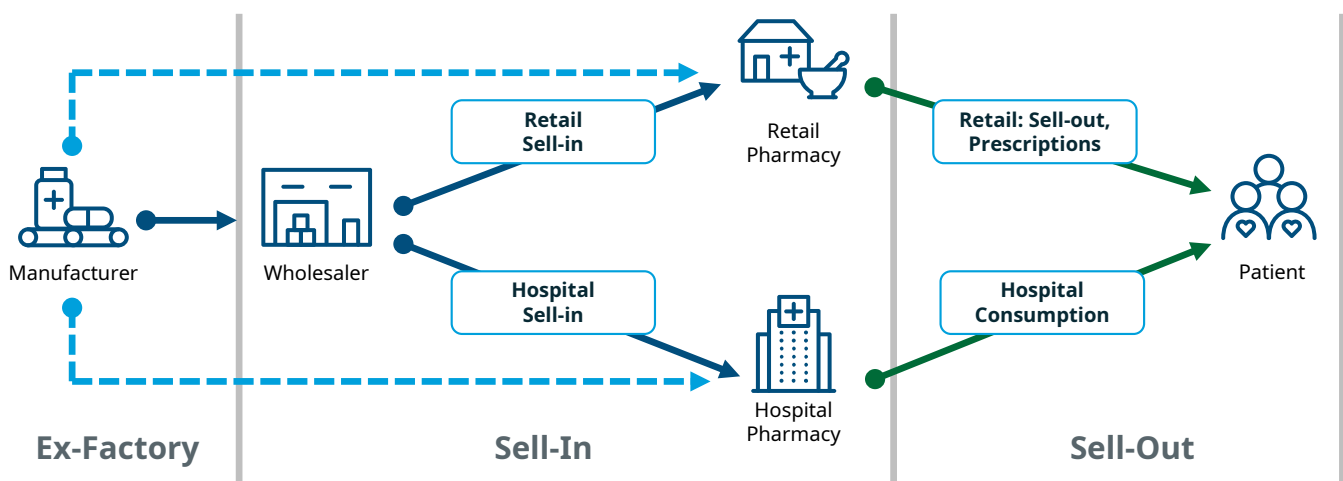 Retail
Sell-in
Retail: Sell-out,
Prescriptions
Retail
Pharmacy
Manufacturer
Wholesaler
Patient
Hospital
Sell-in
Hospital
Consumption
Hospital
Pharmacy
Ex-Factory
Sell-In
Sell-Out